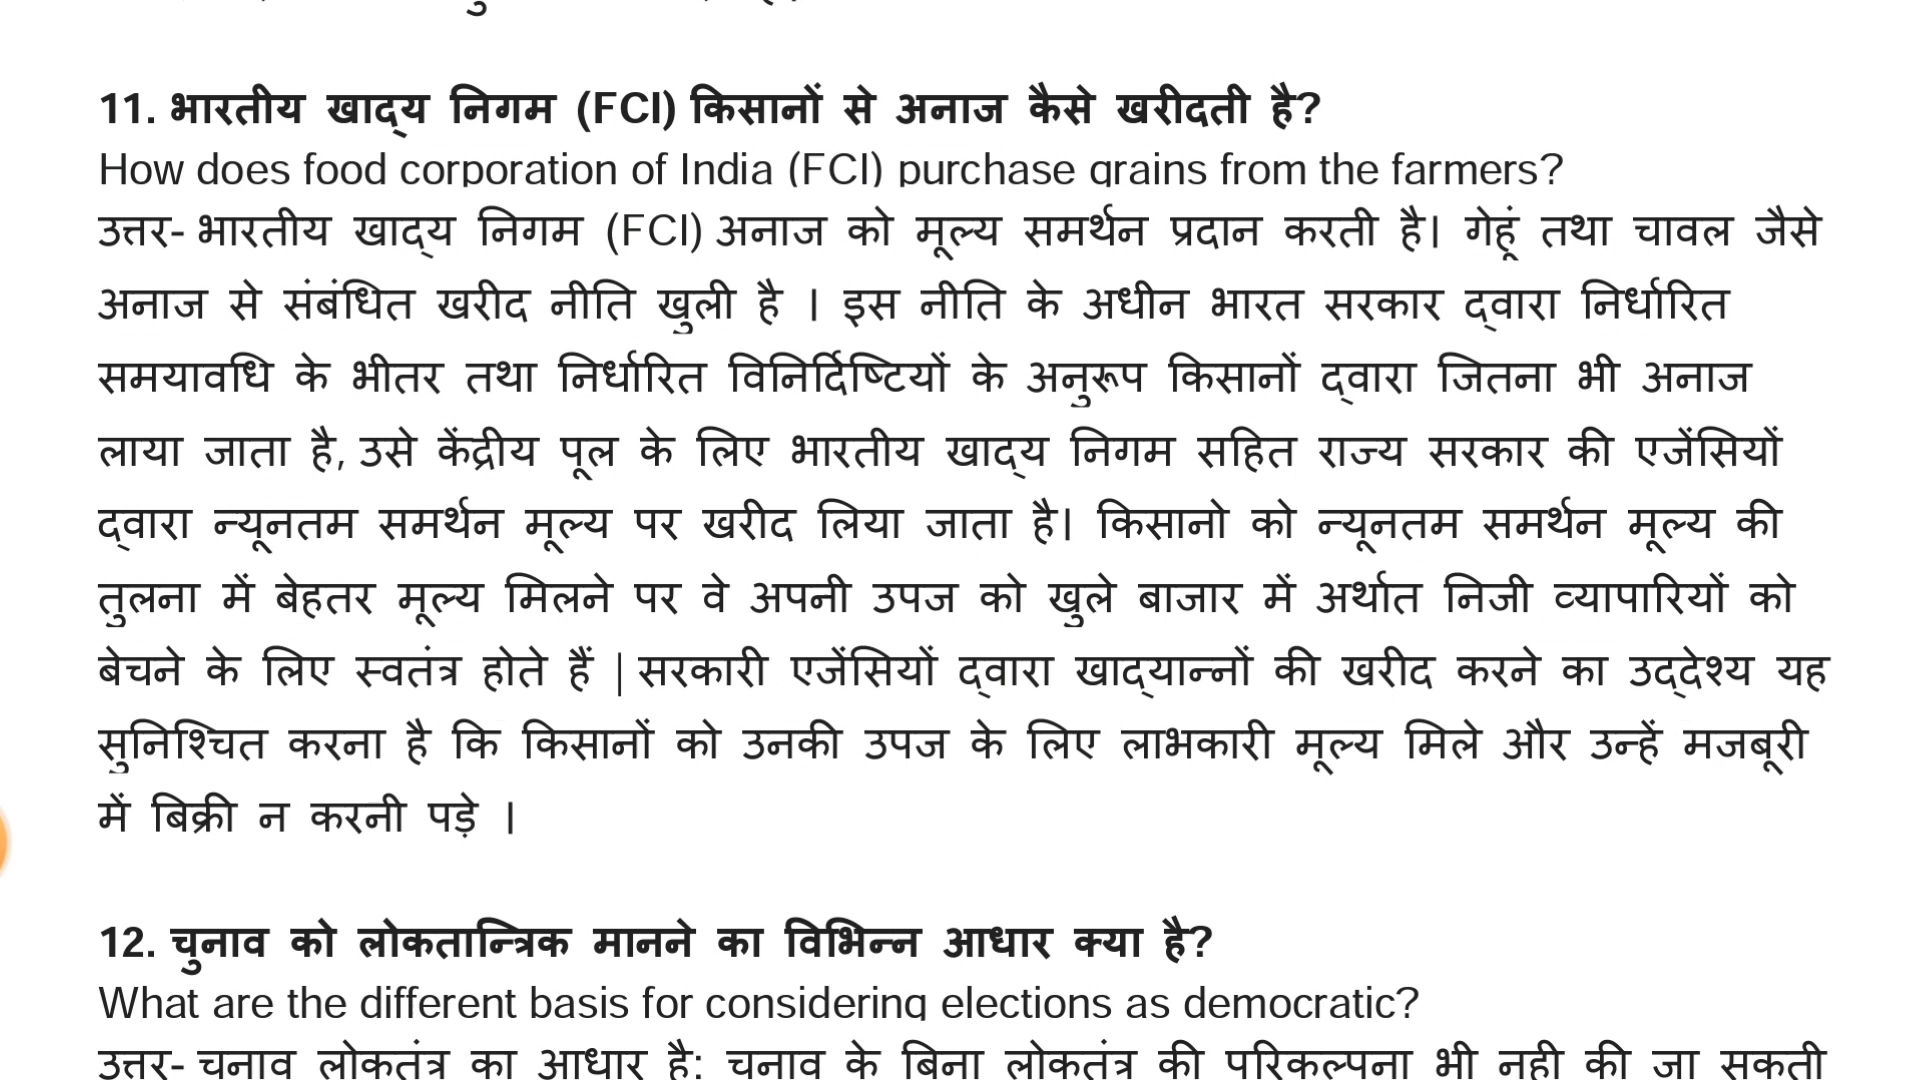 11. भारतीय खाद्य निगम (FCI) किसानों से अनाज कैसे खरीदती है?
How does food corporation of India (FCI) purchase grains from the farmers?
उत्तर- भारतीय खाद्य निगम (FCI) अनाज को मूल्य समर्थन प्रदान करती है। गेहूं तथा चावल जैसे
अनाज से संबंधित खरीद नीति खुली है । इस नीति के अधीन भारत सरकार द्वारा निर्धारित
समयावधि के भीतर तथा निर्धारित विनिर्दिष्टियों के अनुरूप किसानों द्वारा जितना भी अनाज
लाया जाता है, उसे केंद्रीय पूल के लिए भारतीय खाद्य निगम सहित राज्य सरकार की एजेंसियों
द्वारा न्यूनतम समर्थन मूल्य पर खरीद लिया जाता है। किसानो को न्यूनतम समर्थन मूल्य की
तुलना में बेहतर मूल्य मिलने पर वे अपनी उपज को खुले बाजार में अर्थात निजी व्यापारियों को
बेचने के लिए स्वतंत्र होते हैं | सरकारी एजेंसियों द्वारा खाद्यान्नों की खरीद करने का उद्देश्य यह
सुनिश्चित करना है कि किसानों को उनकी उपज के लिए लाभकारी मूल्य मिले और उन्हें मजबूरी
में बिक्री न करनी पड़े ।
12. चुनाव को लोकतान्त्रिक मानने का विभिन्न आधार क्या है?
What are the different basis for considering elections as democratic?
उत्तर- चुनाव लोकतंत्र का आधार है; चुनाव के बिना लोकतंत्र की परिकल्पना भी नही की जा सकती